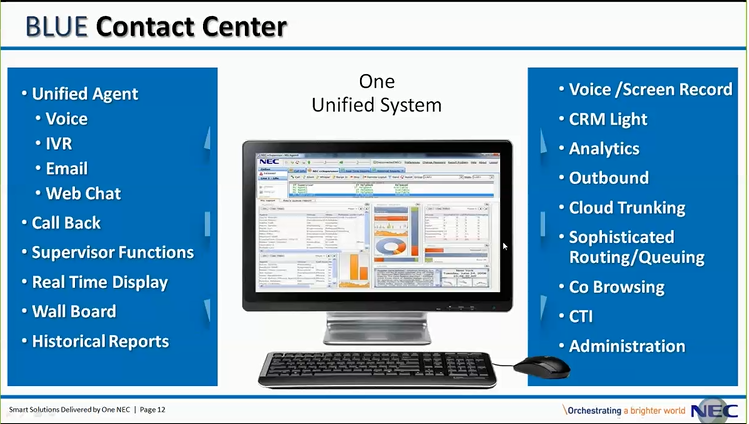 BLUE Contact Center
• Unified Agent
• Voice
• IVR
• Email
• Web Chat
• Call Back
• Supervisor Functions
• Real Time Display
• Wall Board
• Historical Reports
One
Unified System
NEC
• Voice /Screen Record
• CRM Light
• Analytics
• Outbound
• Cloud Trunking
• Sophisticated
Routing/Queuing
• Co Browsing
• CTI
• Administration
Smart Solutions Delivered by One NEC | Page 12
\Orchestrating a brighter world NEC